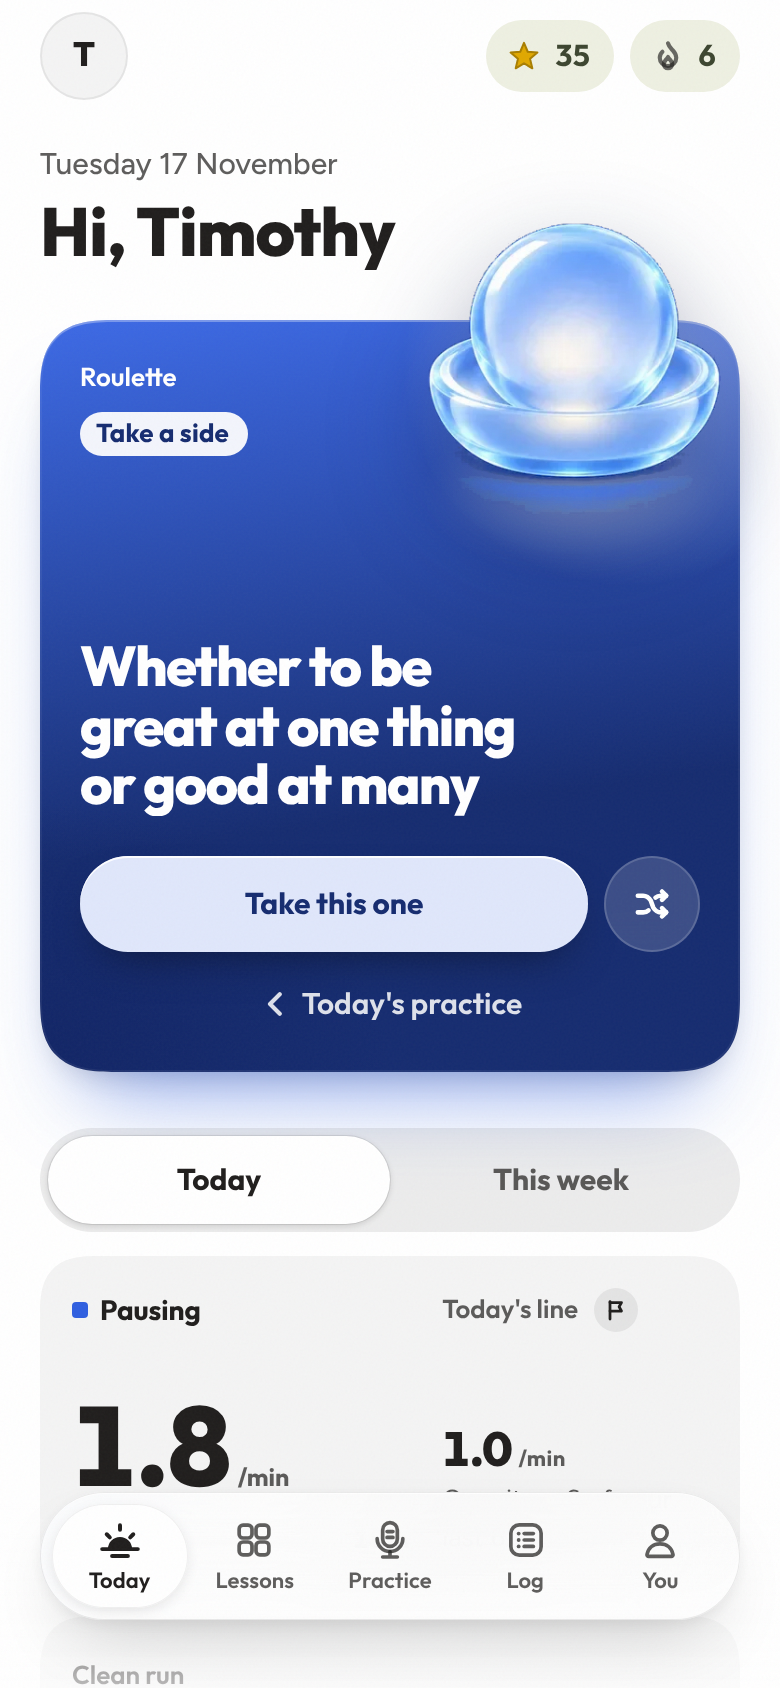 T
35
6
Tuesday 17 November
Hi, Timothy
Roulette
Take a side
Whether to be
great at one thing
or good at many
Take this one
Today's practice
Today
This week
Pausing
Today's line
1.8 /min
1.0 /min
Today
Lessons
Practice
Log
You
Clean run